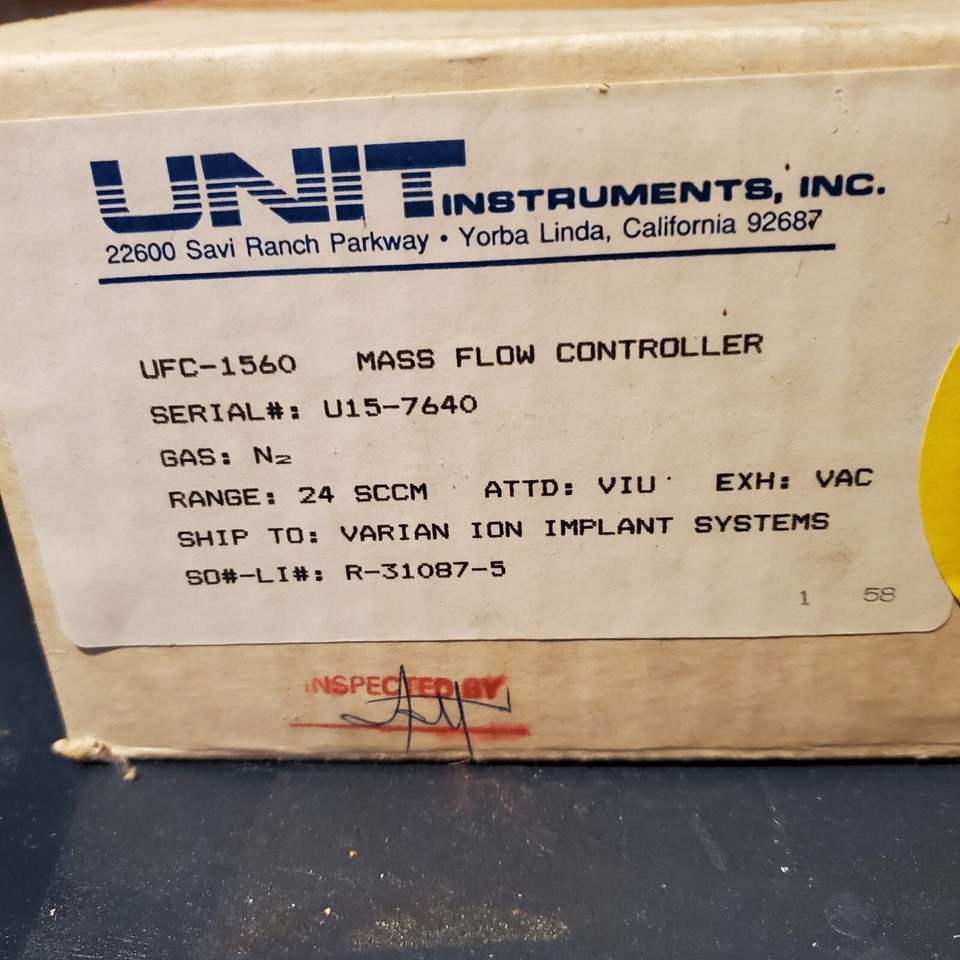 UNIT INSTRUMENTS, INC.
22600 Savi Ranch Parkway • Yorba Linda, California 92687
UFC-1560 MASS FLOW CONTROLLER
SERIAL#: U15-7640
GAS: N₂
RANGE: 24 SCCM ATTD: VIU EXH: VAC
SHIP TO: VARIAN ION IMPLANT SYSTEMS
SO#-LI#: R-31087-5
1 58
INSPECTED BY